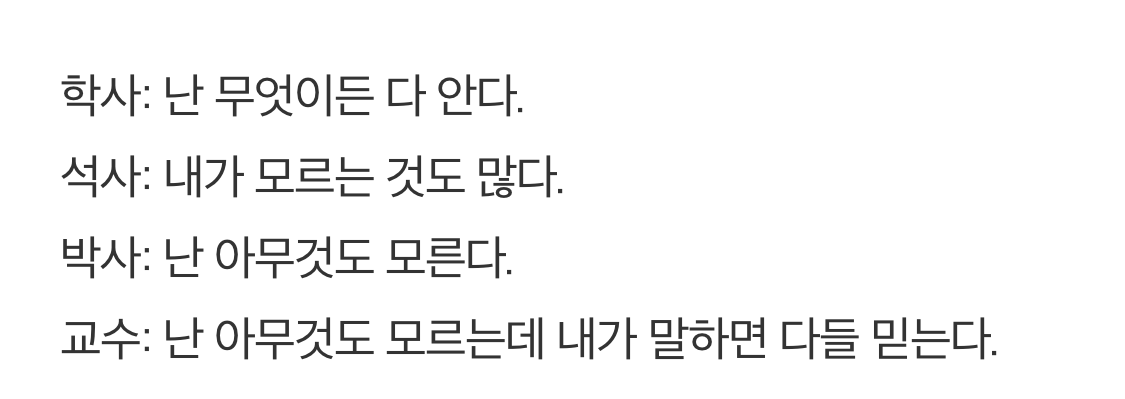 학사: 난 무엇이든 다 안다.
석사: 내가 모르는 것도 많다.
박사: 난 아무것도 모른다.
교수: 난 아무것도 모르는데 내가 말하면 다들 믿는다.